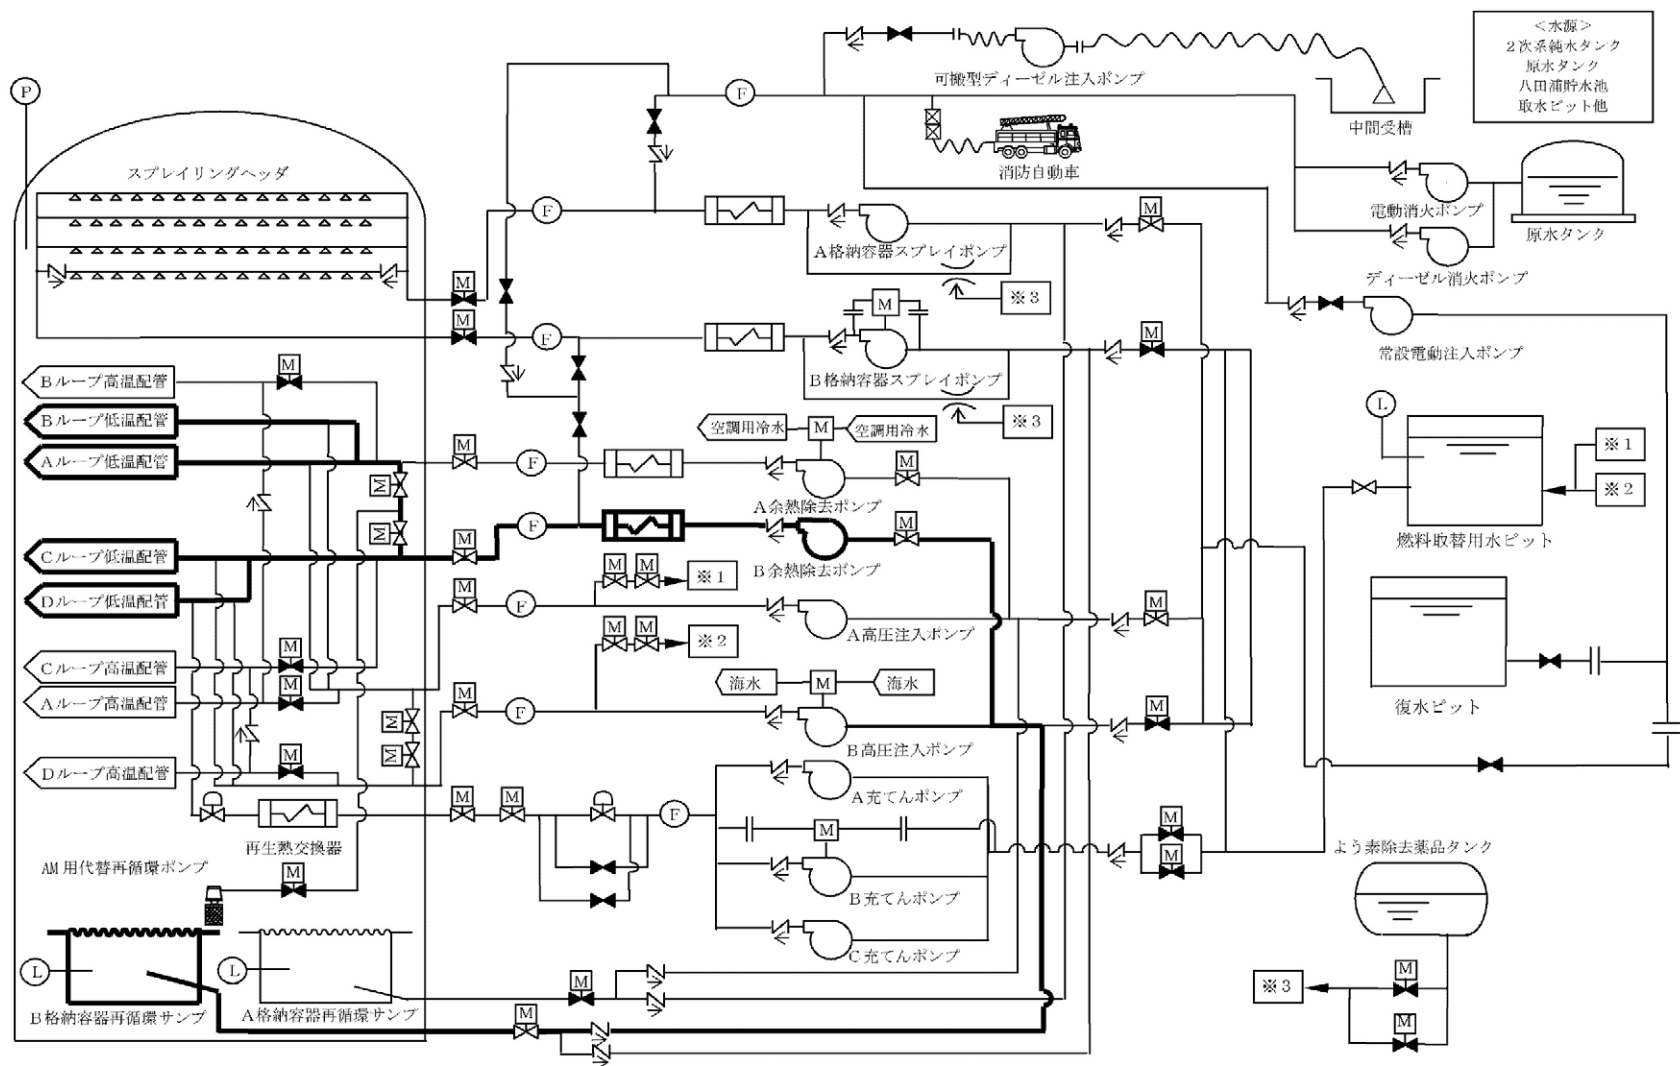 <水源>
2次系純水タンク
原水タンク
八田浦貯水池
取水ピット他
P
可搬型ディーゼル注入ポンプ
F
中間受槽
消防自動車
スプレイリングヘッダ
電動消火ポンプ
原水タンク
M
F
A格納容器スプレイポンプ
ディーゼル消火ポンプ
M
※3
M
M
F
M
B格納容器スプレイポンプ
常設電動注入ポンプ
Bループ高温配管
M
※3
L
Bループ低温配管
空調用冷水
M
空調用冷水
※1
Aループ低温配管
M
F
M
※2
M
A余熱除去ポンプ
M
燃料取替用水ピット
Cループ低温配管
M
F
M
B余熱除去ポンプ
M
M
※1
Dループ低温配管
M
F
A高圧注入ポンプ
M
M
M
※2
Cループ高温配管
M
海水
M
海水
Aループ高温配管
M
M
F
M
復水ピット
M
B高圧注入ポンプ
M
Dループ高温配管
M
A充てんポンプ
M
M
F
再生熱交換器
M
M
M
よう素除去薬品タンク
AM用代替再循環ポンプ
M
B充てんポンプ
C充てんポンプ
L
L
M
M
※3
B格納容器再循環サンプ
A格納容器再循環サンプ
M
M